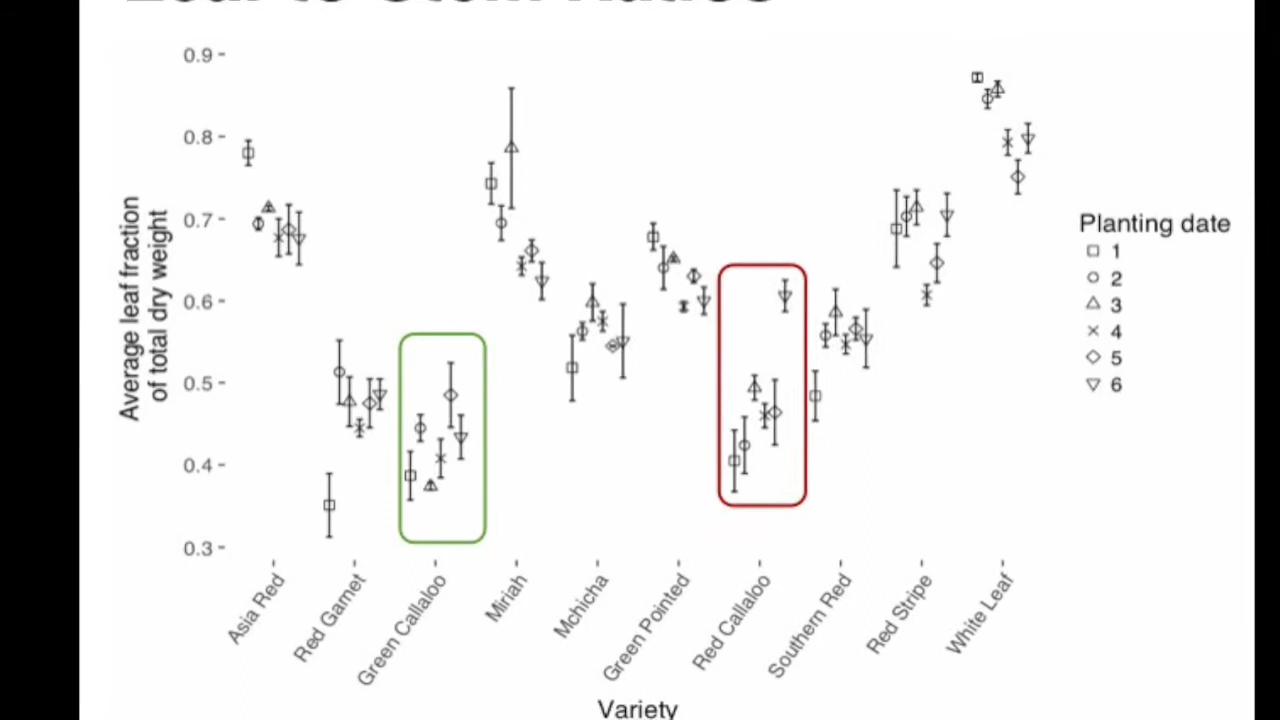 0.9
0.8
0.7
0.6
0.5
0.4
0.3
Average leaf fraction
of total dry weight
Planting date
1
2
3
4
5
6
Asia Red
Red Garnet
Green Callaloo
Miriah
Mchicha
Green Pointed
Red Callaloo
Southern Red
Red Stripe
White Leaf
Variety